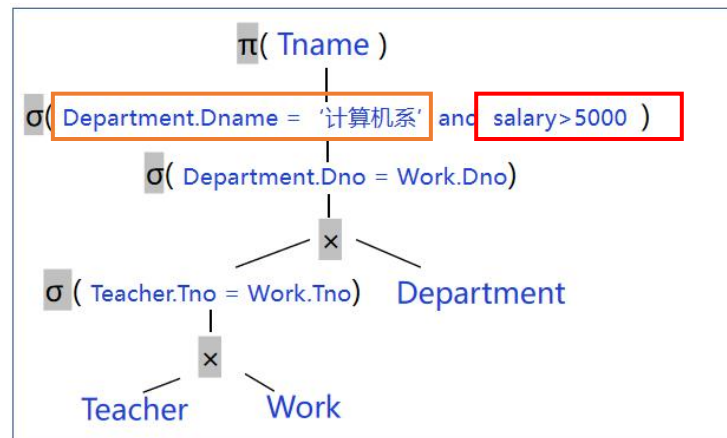 π( Tname )
σ( Department.Dname = ‘计算机系’ and salary>5000 )
σ( Department.Dno = Work.Dno)
×
σ ( Teacher.Tno = Work.Tno) Department
×
Teacher Work